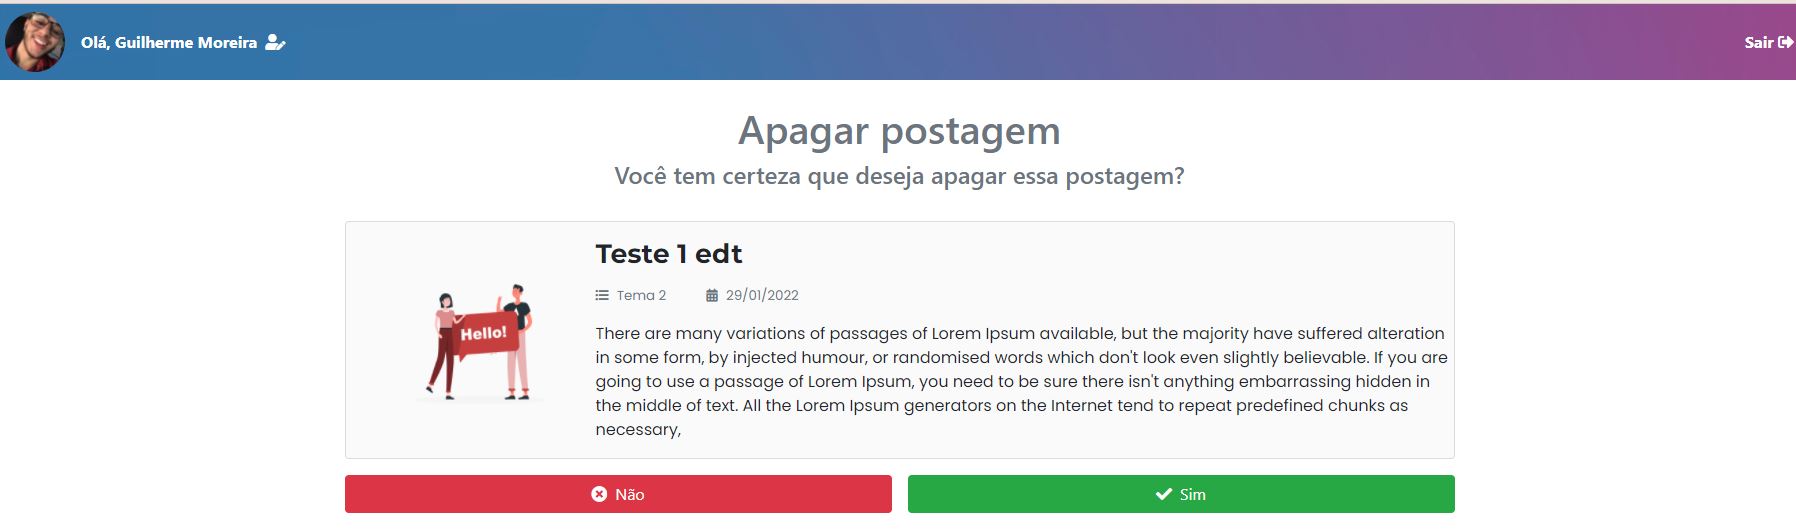 Olá, Guilherme Moreira
Sair
Apagar postagem
Você tem certeza que deseja apagar essa postagem?
Teste 1 edt
Tema 2 29/01/2022
Hello!
There are many variations of passages of Lorem Ipsum available, but the majority have suffered alteration
in some form, by injected humour, or randomised words which don't look even slightly believable. If you are
going to use a passage of Lorem Ipsum, you need to be sure there isn't anything embarrassing hidden in
the middle of text. All the Lorem Ipsum generators on the Internet tend to repeat predefined chunks as
necessary,
Não
Sim